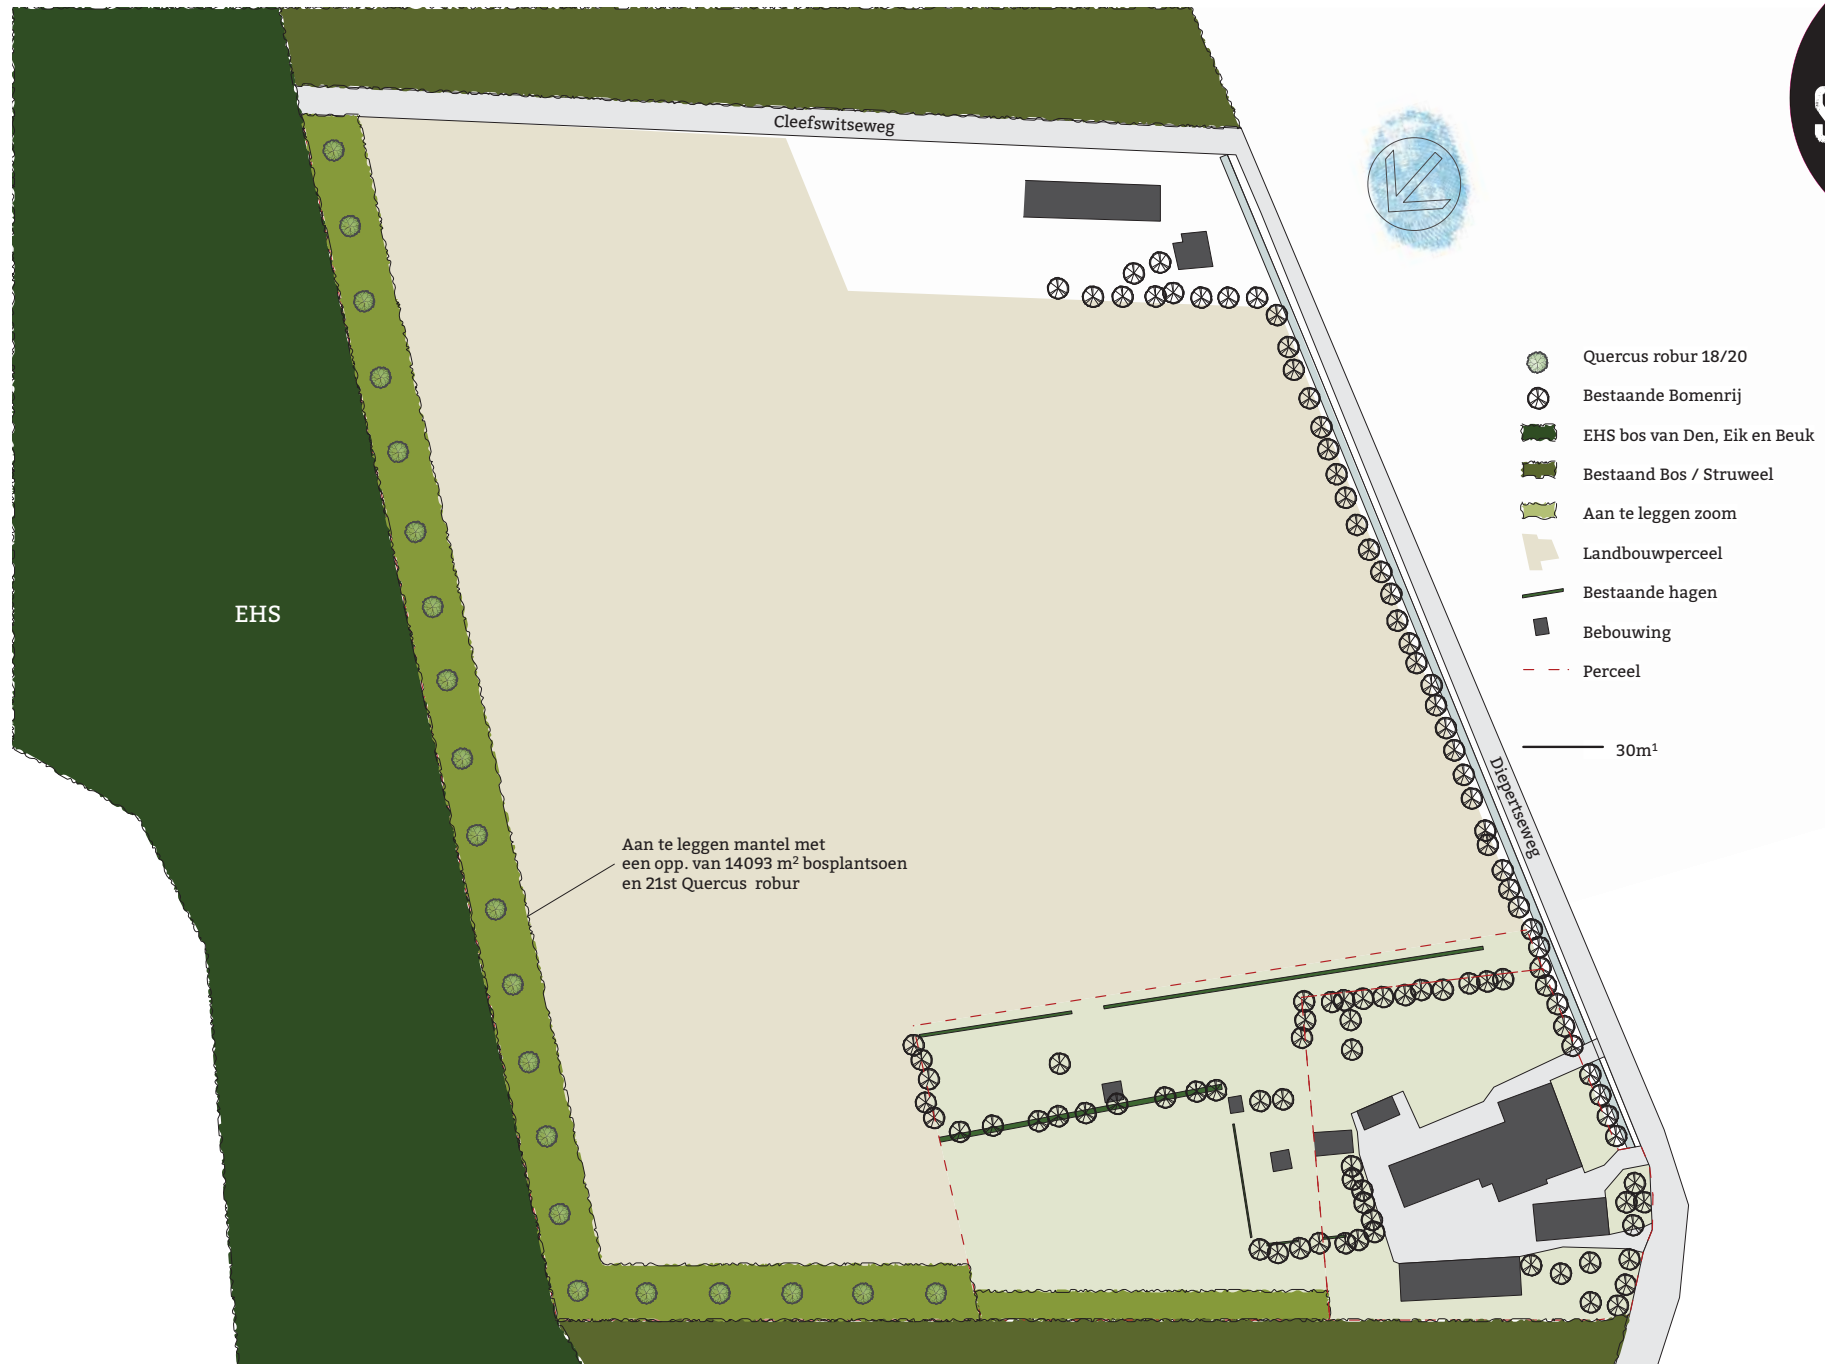 Cleefswitseweg
Quercus robur 18/20
Bestaande Bomenrij
EHS bos van Den, Eik en Beuk
Bestaand Bos / Struweel
Aan te leggen zoom
Landbouwperceel
Bestaande hagen
Bebouwing
Perceel
30m¹
EHS
Diepertseweg
Aan te leggen mantel met
een opp. van 14093 m² bosplantsoen
en 21st Quercus robur